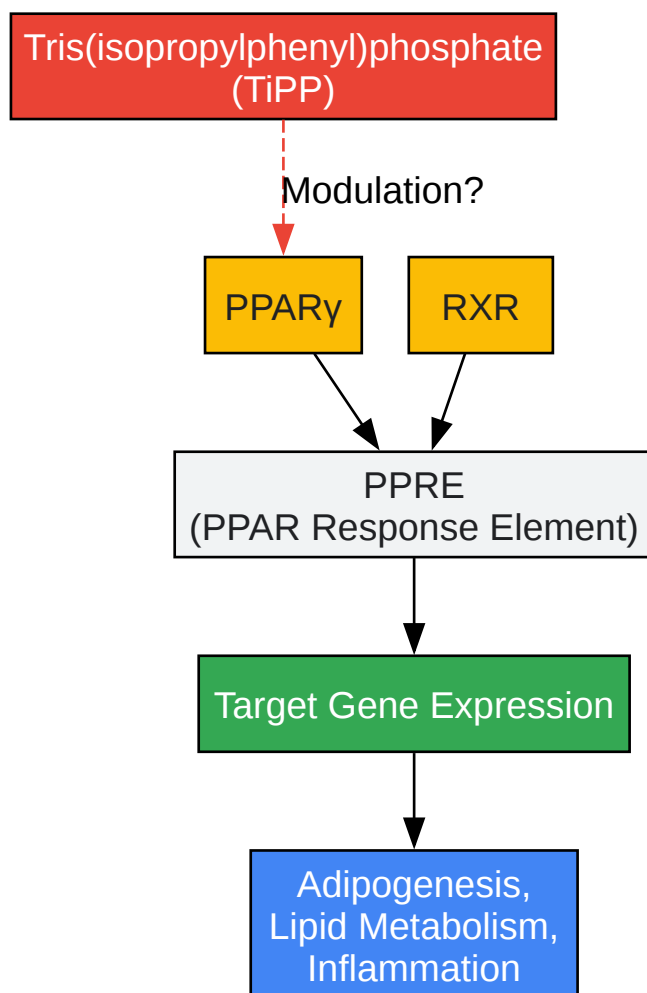 Tris(isopropylphenyl)phosphate
(TiPP)
Modulation?
PPARγ
RXR
PPRE
(PPAR Response Element)
Target Gene Expression
Adipogenesis,
Lipid Metabolism,
Inflammation